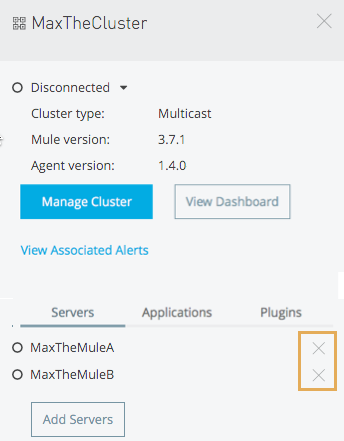 MaxTheCluster
Disconnected
Cluster type: Multicast
Mule version: 3.7.1
Agent version: 1.4.0
Manage Cluster View Dashboard
View Associated Alerts
Servers Applications Plugins
MaxTheMuleA
MaxTheMuleB
Add Servers